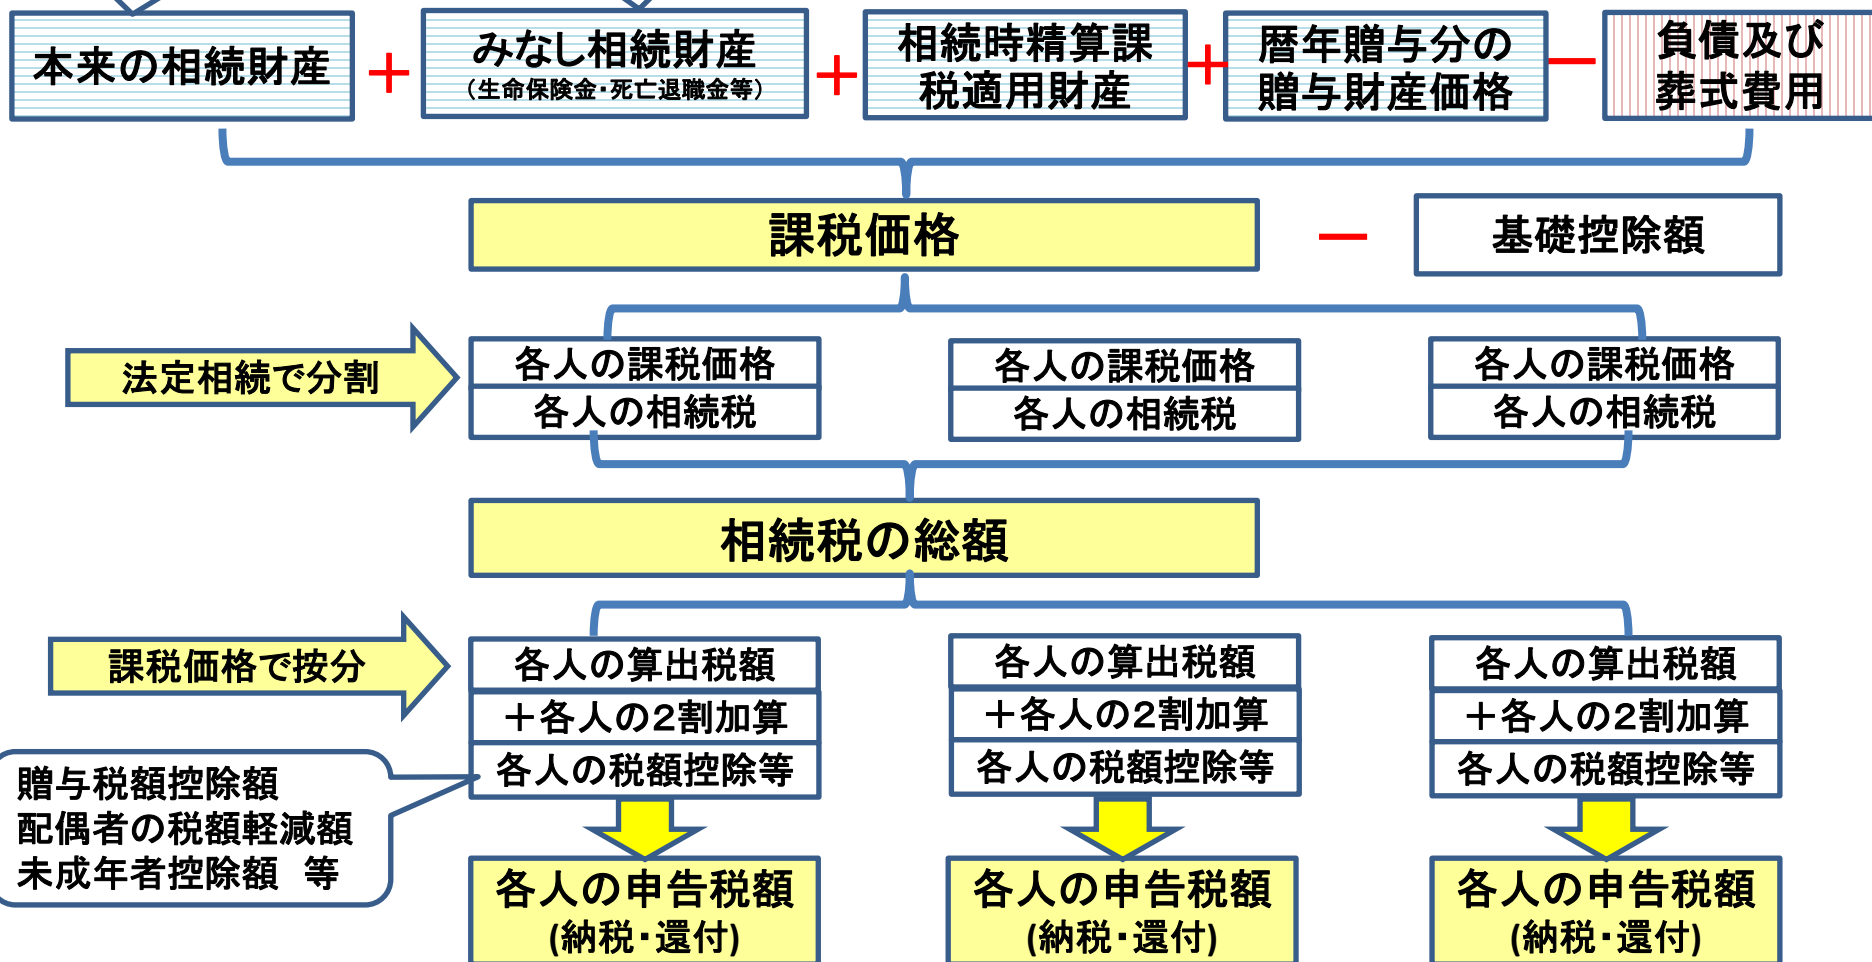 本来の相続財産
＋
みなし相続財産
（生命保険金・死亡退職金等）
＋
相続時精算課
税適用財産
＋
暦年贈与分の
贈与財産価格
－
負債及び
葬式費用
課税価格
－
基礎控除額
法定相続で分割
各人の課税価格
各人の相続税
各人の課税価格
各人の相続税
各人の課税価格
各人の相続税
相続税の総額
課税価格で按分
各人の算出税額
＋各人の２割加算
各人の税額控除等
各人の算出税額
＋各人の２割加算
各人の税額控除等
各人の算出税額
＋各人の２割加算
各人の税額控除等
贈与税額控除額
配偶者の税額軽減額
未成年者控除額　等
各人の申告税額
(納税・還付)
各人の申告税額
(納税・還付)
各人の申告税額
(納税・還付)